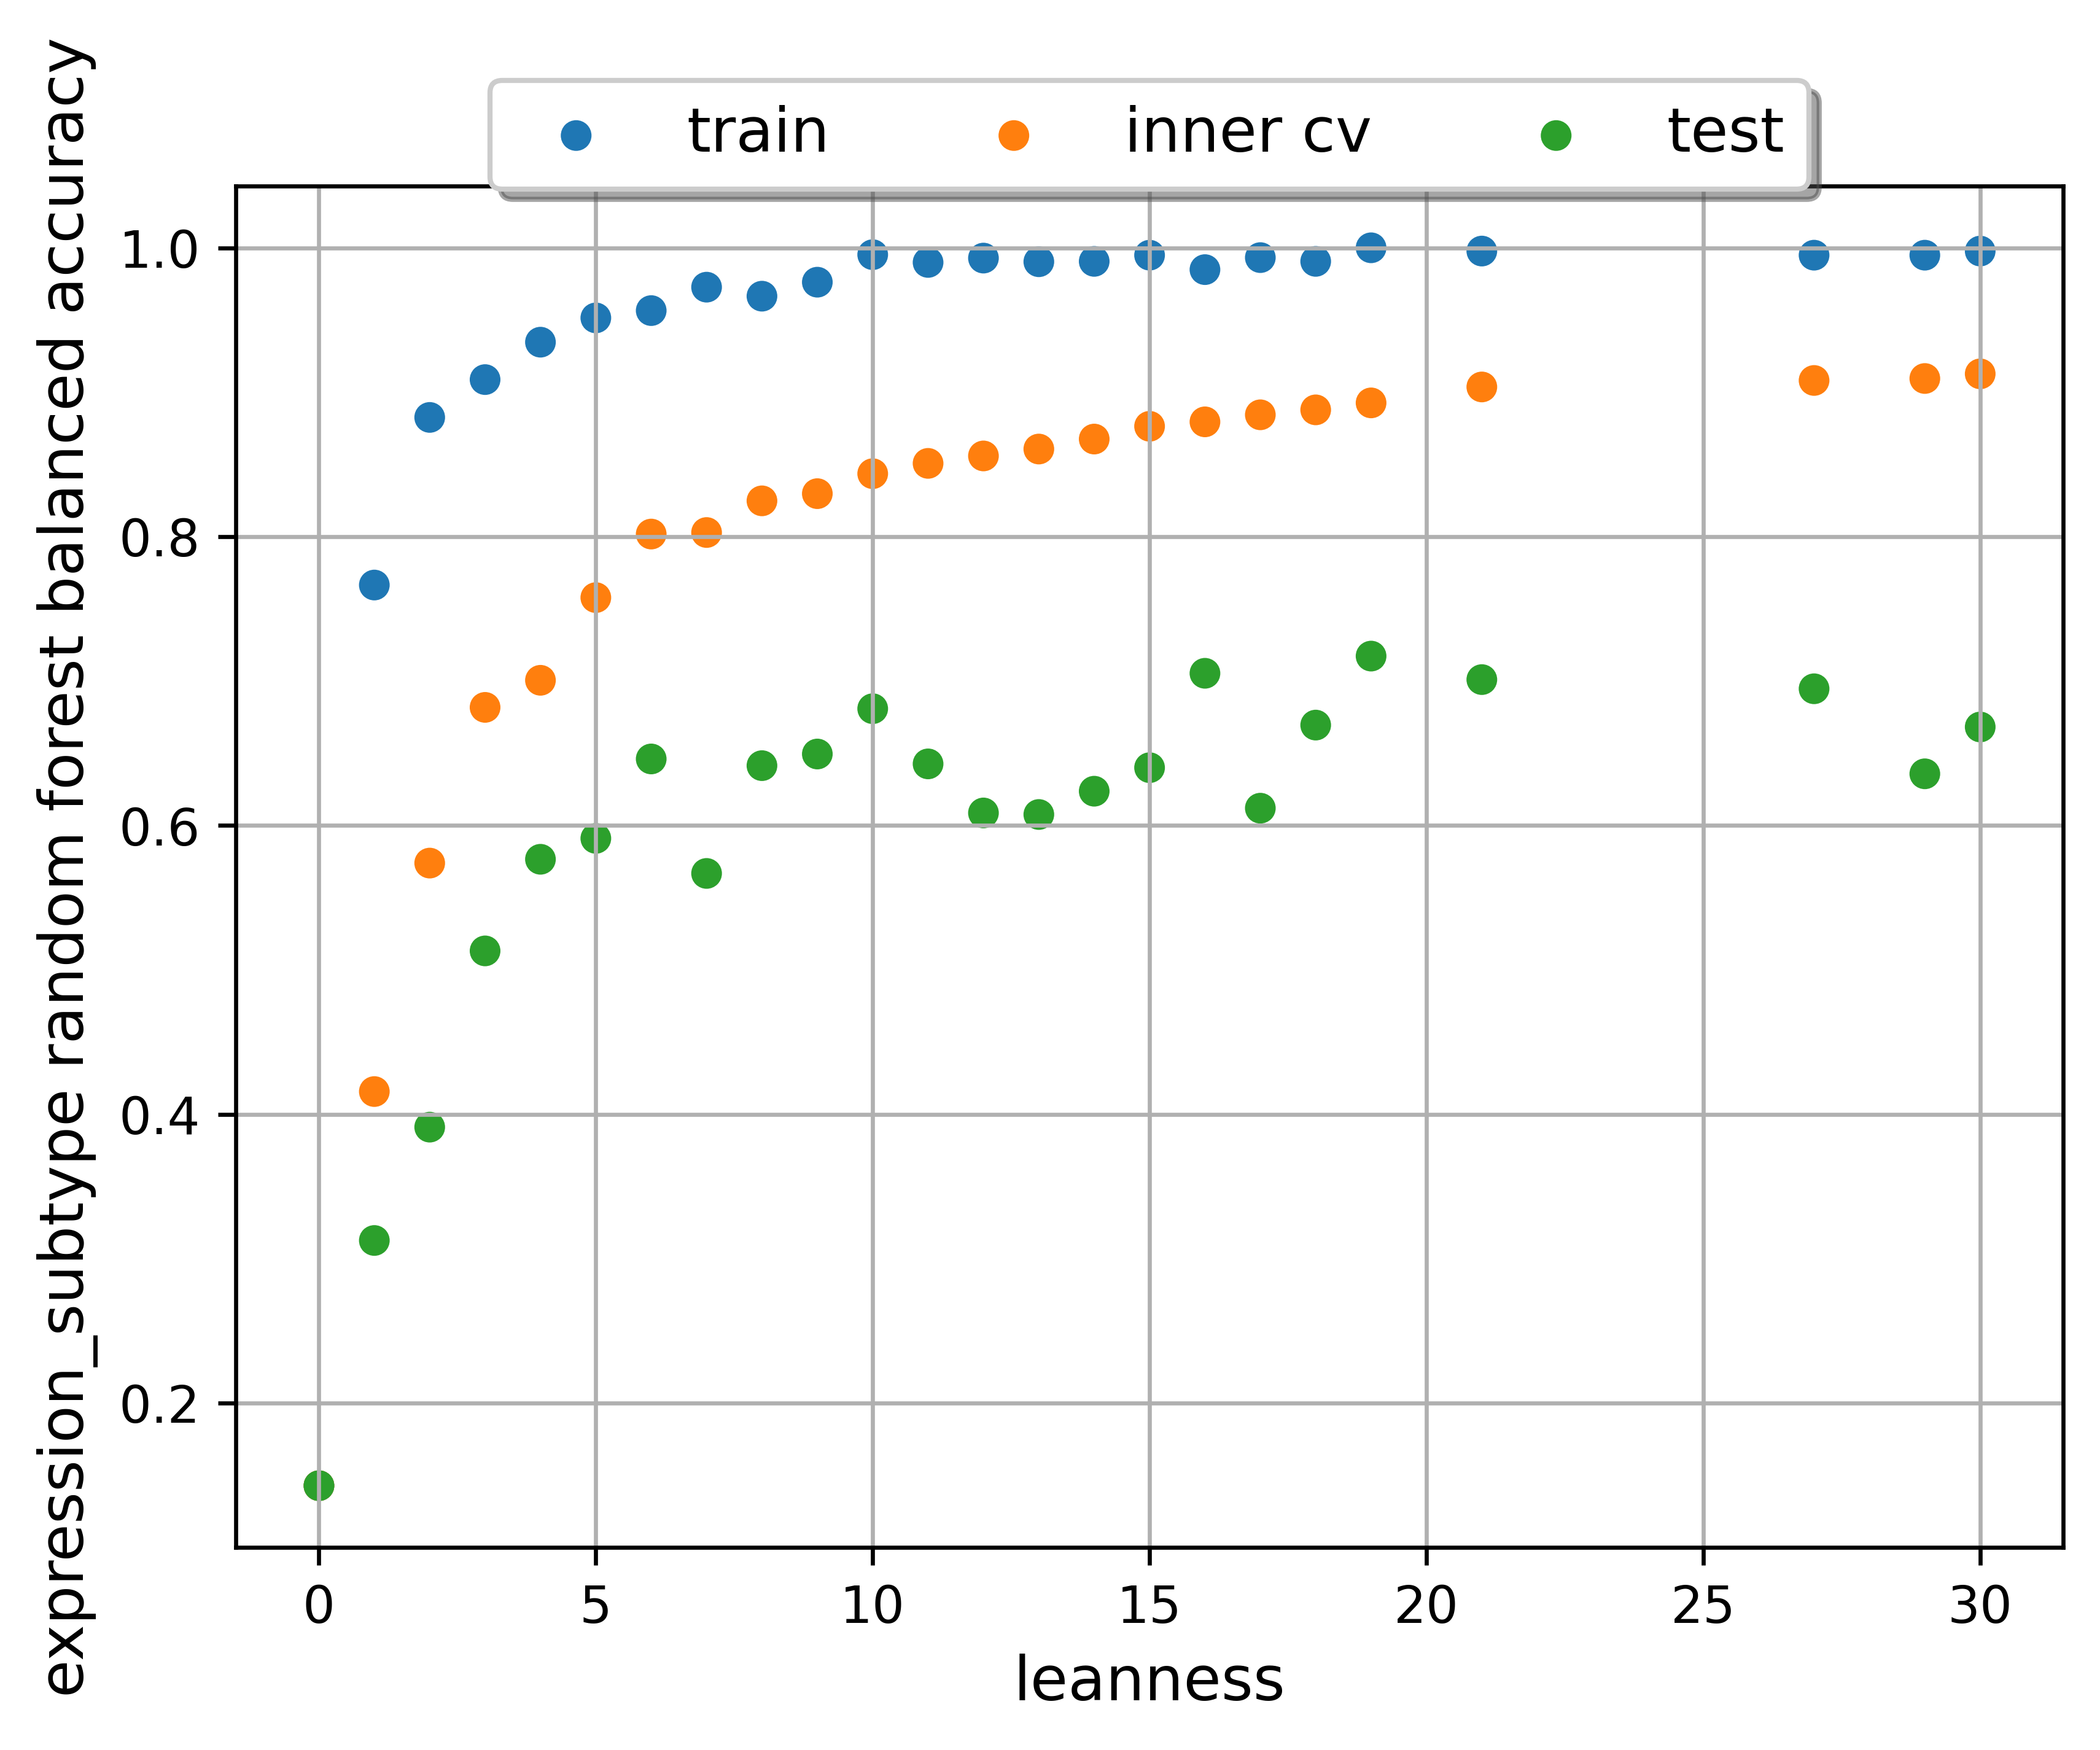 train
inner cv
test
expression_subtype random forest balanced accuracy
1.0
0.8
0.6
0.4
0.2
0 5 10 15 20 25 30
leanness